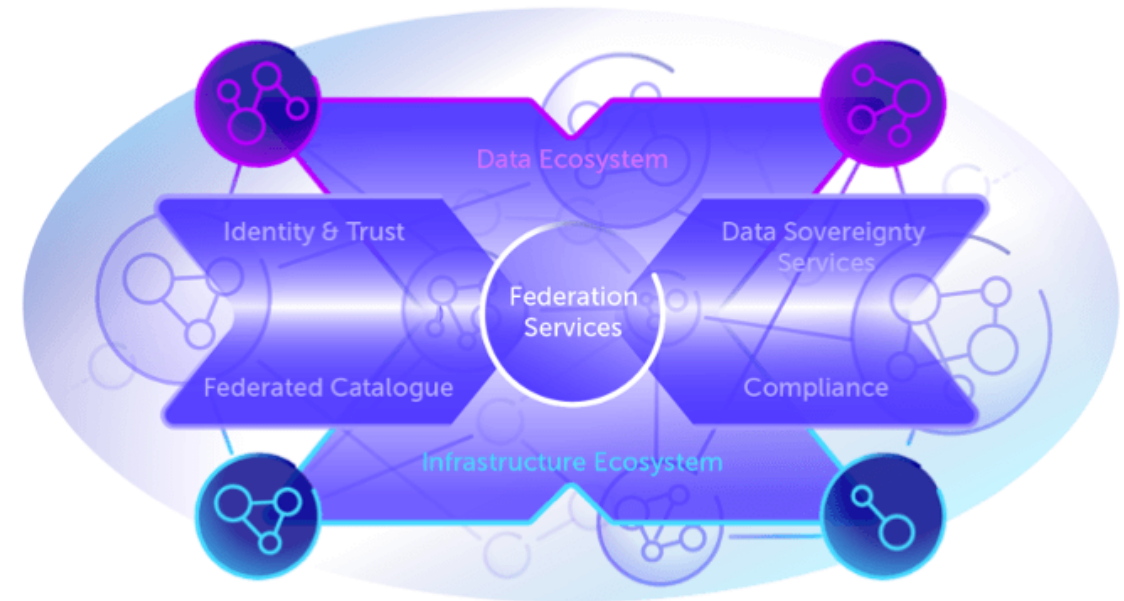 Data Ecosystem
Identity & Trust
Data Sovereignty
Services
Federation
Services
Federated Catalogue
Compliance
Infrastructure Ecosystem